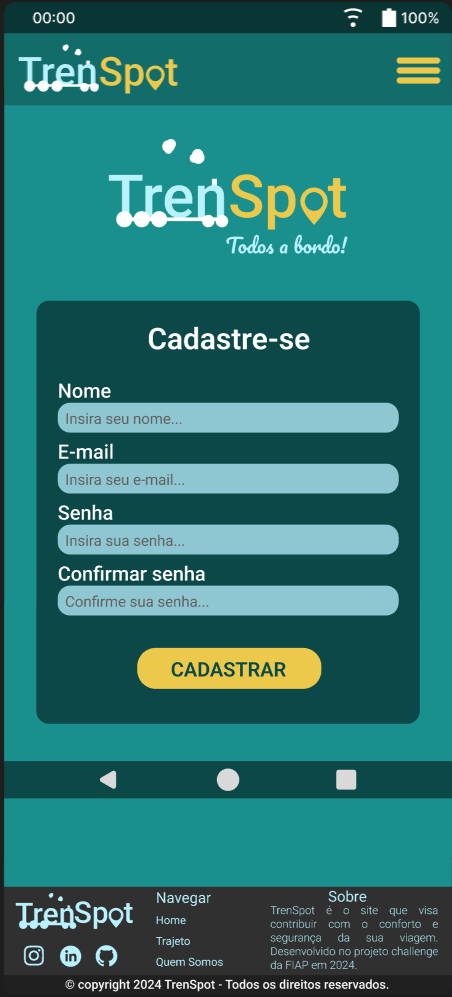 00:00 100%
TrenSpot
TrenSpot
Todos a bordo!
Cadastre-se
Nome
Insira seu nome...
E-mail
Insira seu e-mail...
Senha
Insira sua senha...
Confirmar senha
Confirme sua senha...
CADASTRAR
TrenSpot
Navegar
Home
Trajeto
Quem Somos
Sobre
TrenSpot é o site que visa
contribuir com o conforto e
segurança da sua viagem.
Desenvolvido no projeto challenge
da FIAP em 2024.
© copyright 2024 TrenSpot - Todos os direitos reservados.